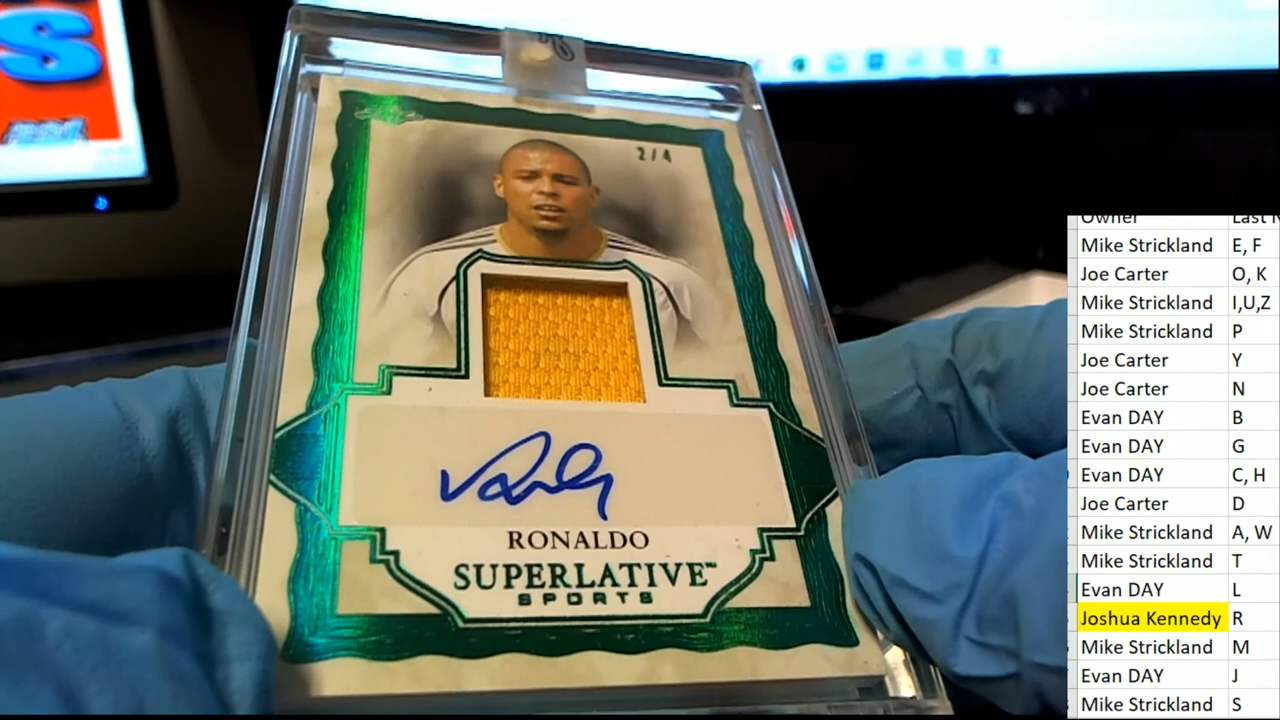 S
2/4
RONALDO
SUPERLATIVE™
SPORTS
Owner
Mike Strickland E, F
Joe Carter O, K
Mike Strickland I,U,Z
Mike Strickland P
Joe Carter Y
Joe Carter N
Evan DAY B
Evan DAY G
Evan DAY C, H
Joe Carter D
Mike Strickland A, W
Mike Strickland T
Evan DAY L
Joshua Kennedy R
Mike Strickland M
Evan DAY J
Mike Strickland S